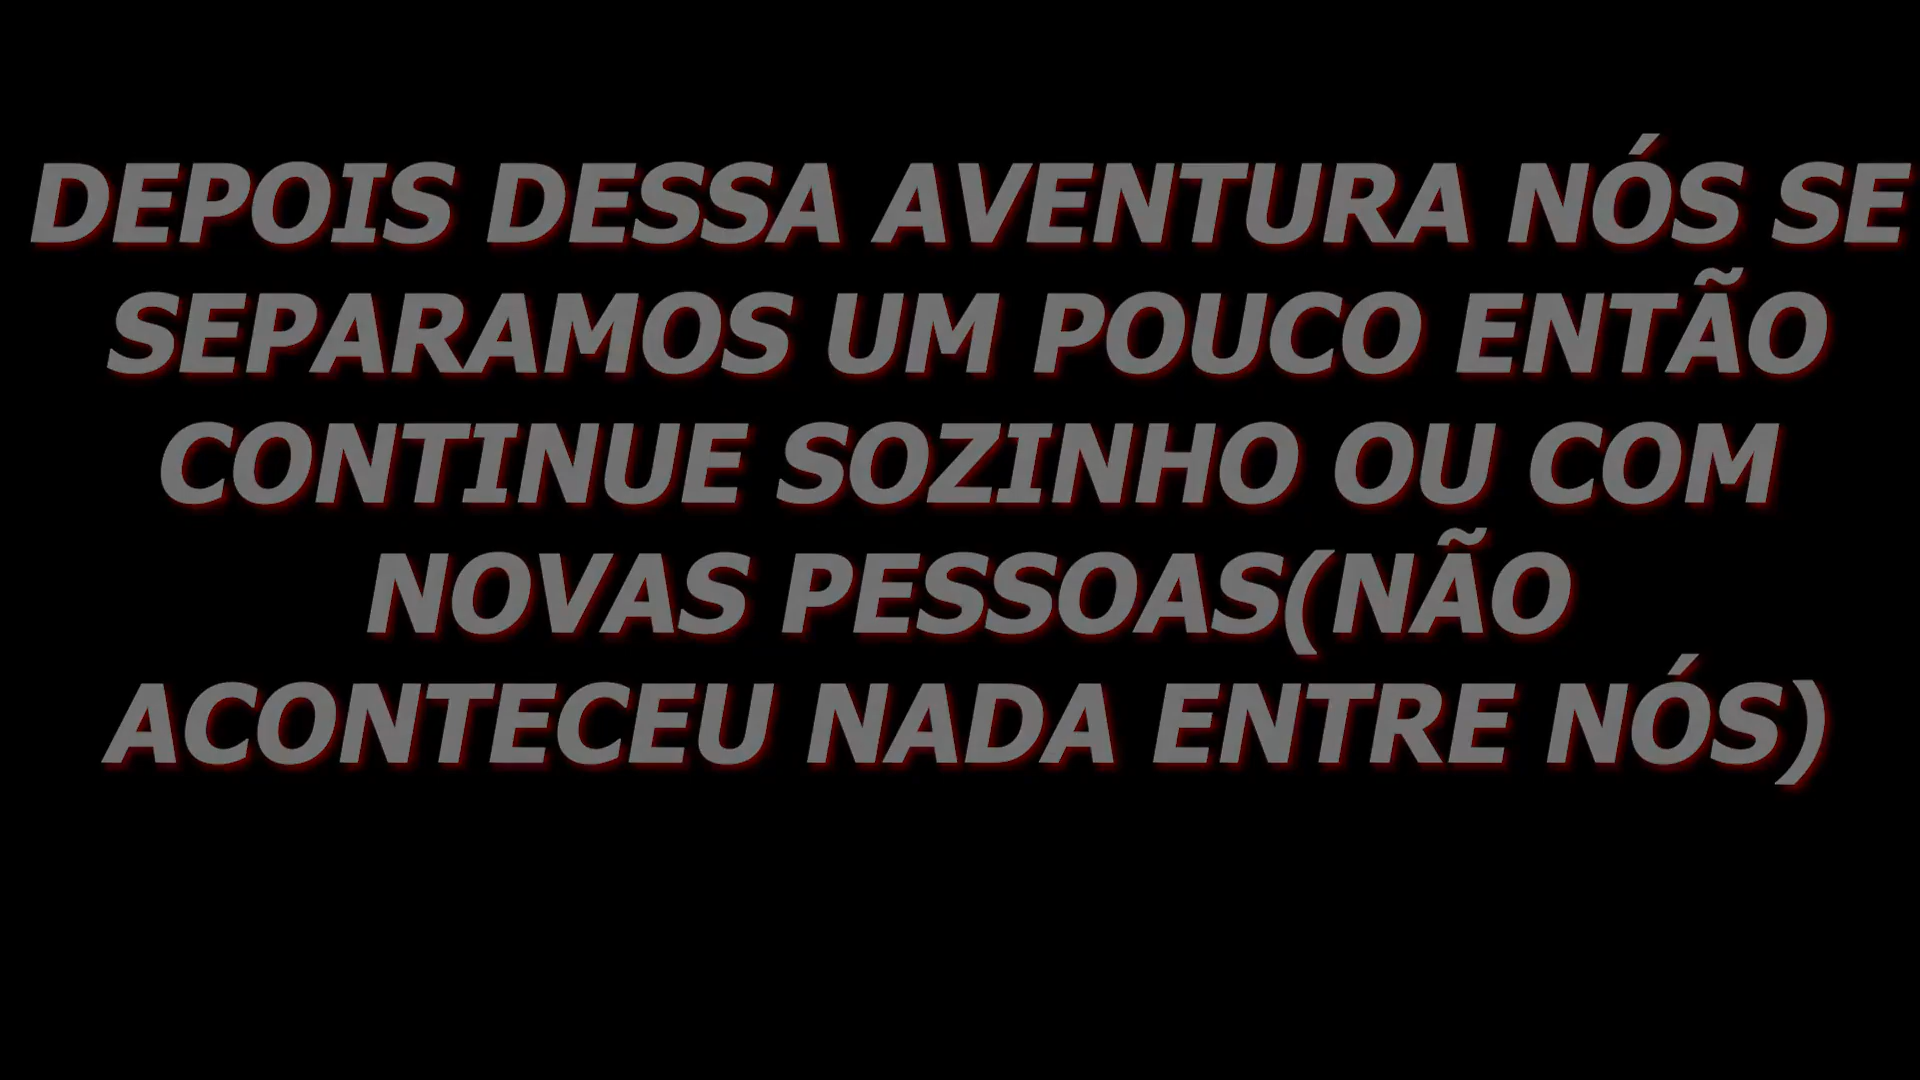 DEPOIS DESSA AVENTURA NÓS SE
SEPARAMOS UM POUCO ENTÃO
CONTINUE SOZINHO OU COM
NOVAS PESSOAS(NÃO
ACONTECEU NADA ENTRE NÓS)